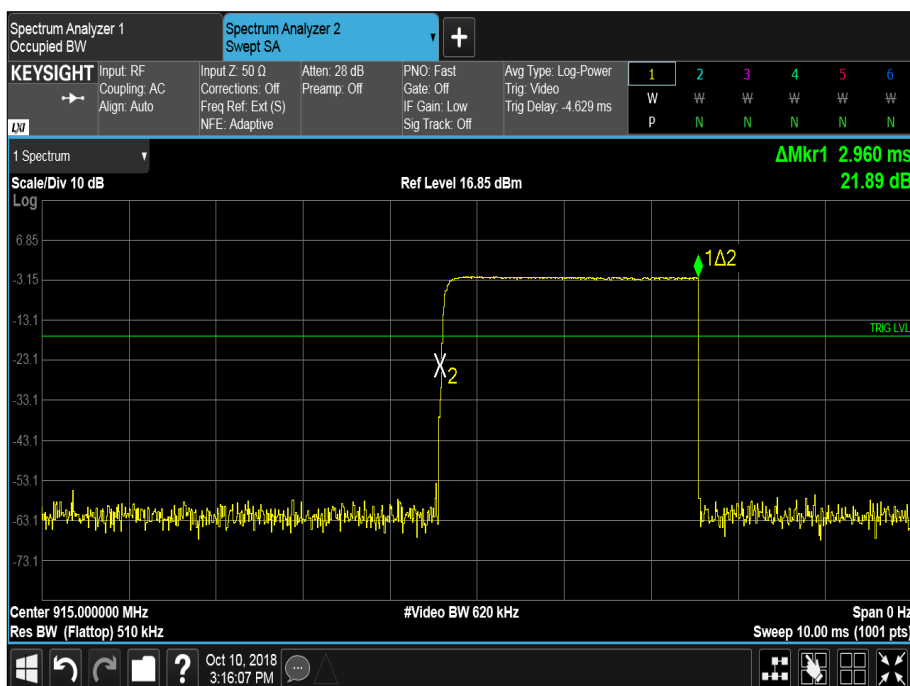 Spectrum Analyzer 1
Occupied BW
Spectrum Analyzer 2
Swept SA
▼
+
KEYSIGHT
Input: RF
Coupling: AC
Align: Auto
LXI
Input Z: 50 Ω
Corrections: Off
Freq Ref: Ext (S)
NFE: Adaptive
Atten: 28 dB
Preamp: Off
PNO: Fast
Gate: Off
IF Gain: Low
Sig Track: Off
Avg Type: Log-Power
Trig: Video
Trig Delay: -4.629 ms
1 2 3 4 5 6
W W W W W W
P N N N N N
1 Spectrum ▼
ΔMkr1 2.960 ms
Scale/Div 10 dB Ref Level 16.85 dBm 21.89 dB
Log
6.85
1Δ2
-3.15
-13.1
TRIG LVL
-23.1
2
-33.1
-43.1
-53.1
-63.1
-73.1
Center 915.000000 MHz #Video BW 620 kHz Span 0 Hz
Res BW (Flattop) 510 kHz Sweep 10.00 ms (1001 pts)
?
Oct 10, 2018
3:16:07 PM